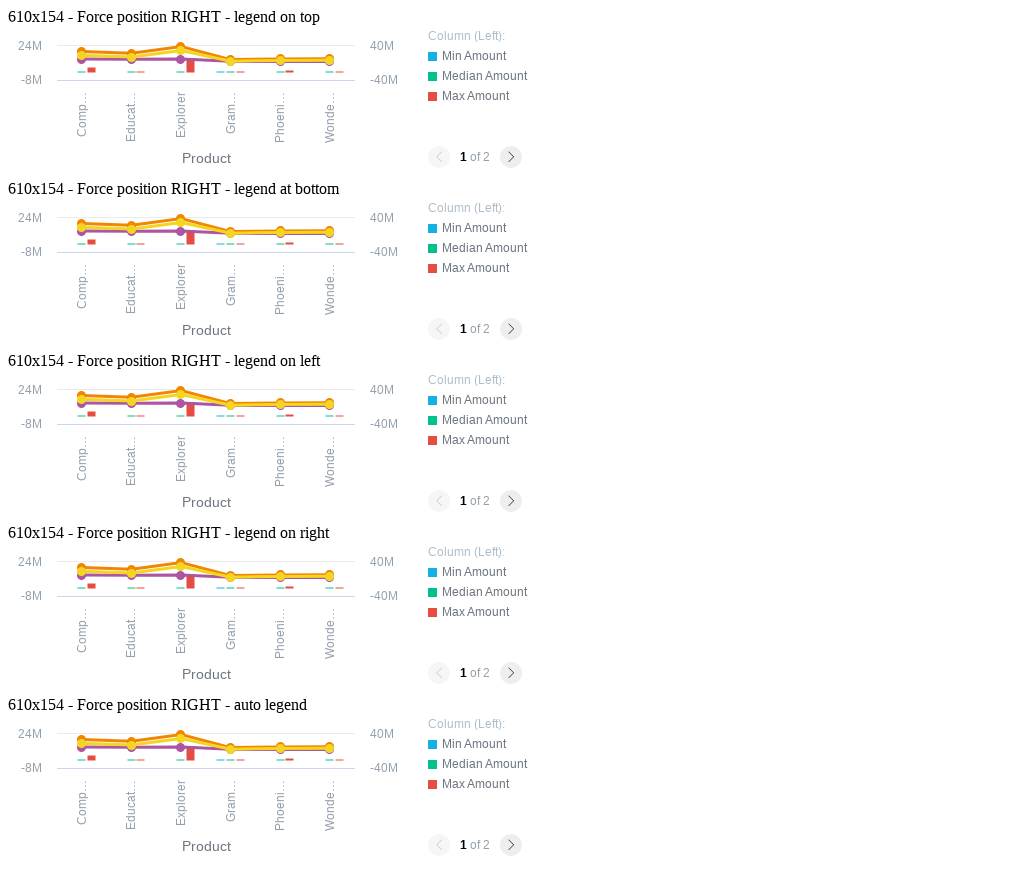 610x154 - Force position RIGHT - legend on top
24M
-8M
40M
-40M
Comp…
Educat…
Explorer
Gram…
Phoeni…
Wonde…
Product
Column (Left):
Min Amount
Median Amount
Max Amount
1 of 2
610x154 - Force position RIGHT - legend at bottom
24M
-8M
40M
-40M
Comp…
Educat…
Explorer
Gram…
Phoeni…
Wonde…
Product
Column (Left):
Min Amount
Median Amount
Max Amount
1 of 2
610x154 - Force position RIGHT - legend on left
24M
-8M
40M
-40M
Comp…
Educat…
Explorer
Gram…
Phoeni…
Wonde…
Product
Column (Left):
Min Amount
Median Amount
Max Amount
1 of 2
610x154 - Force position RIGHT - legend on right
24M
-8M
40M
-40M
Comp…
Educat…
Explorer
Gram…
Phoeni…
Wonde…
Product
Column (Left):
Min Amount
Median Amount
Max Amount
1 of 2
610x154 - Force position RIGHT - auto legend
24M
-8M
40M
-40M
Comp…
Educat…
Explorer
Gram…
Phoeni…
Wonde…
Product
Column (Left):
Min Amount
Median Amount
Max Amount
1 of 2